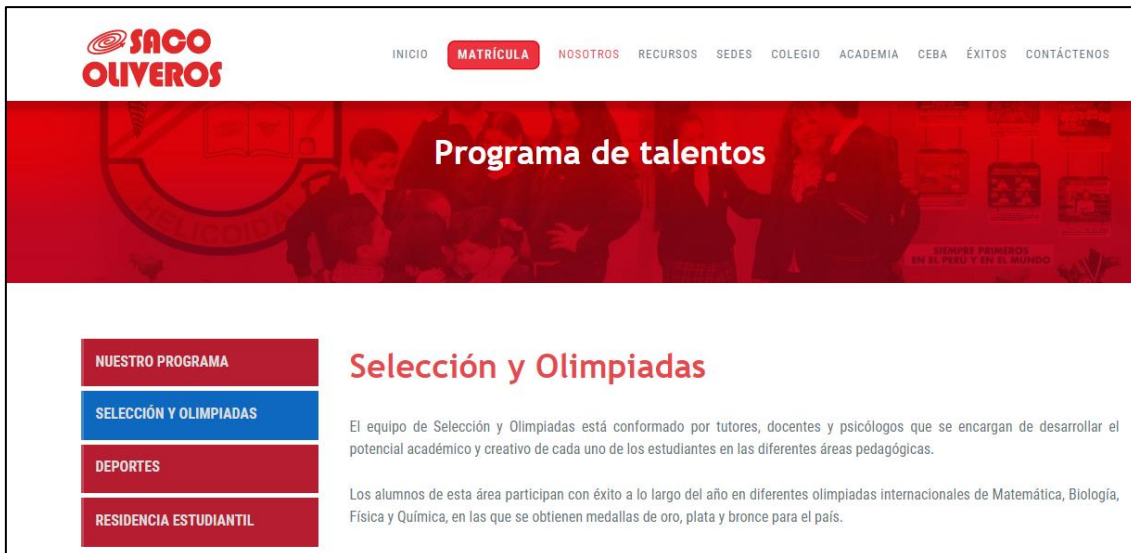 SACO
OLIVEROS
INICIO MATRÍCULA NOSOTROS RECURSOS SEDES COLEGIO ACADEMIA CEBA ÉXITOS CONTÁCTENOS
Programa de talentos
HELICOIDAL
SIEMPRE PRIMEROS
EN EL PERÚ Y EN EL MUNDO
NUESTRO PROGRAMA
SELECCIÓN Y OLIMPIADAS
DEPORTES
RESIDENCIA ESTUDIANTIL
Selección y Olimpiadas
El equipo de Selección y Olimpiadas está conformado por tutores, docentes y psicólogos que se encargan de desarrollar el
potencial académico y creativo de cada uno de los estudiantes en las diferentes áreas pedagógicas.
Los alumnos de esta área participan con éxito a lo largo del año en diferentes olimpiadas internacionales de Matemática, Biología,
Física y Química, en las que se obtienen medallas de oro, plata y bronce para el país.